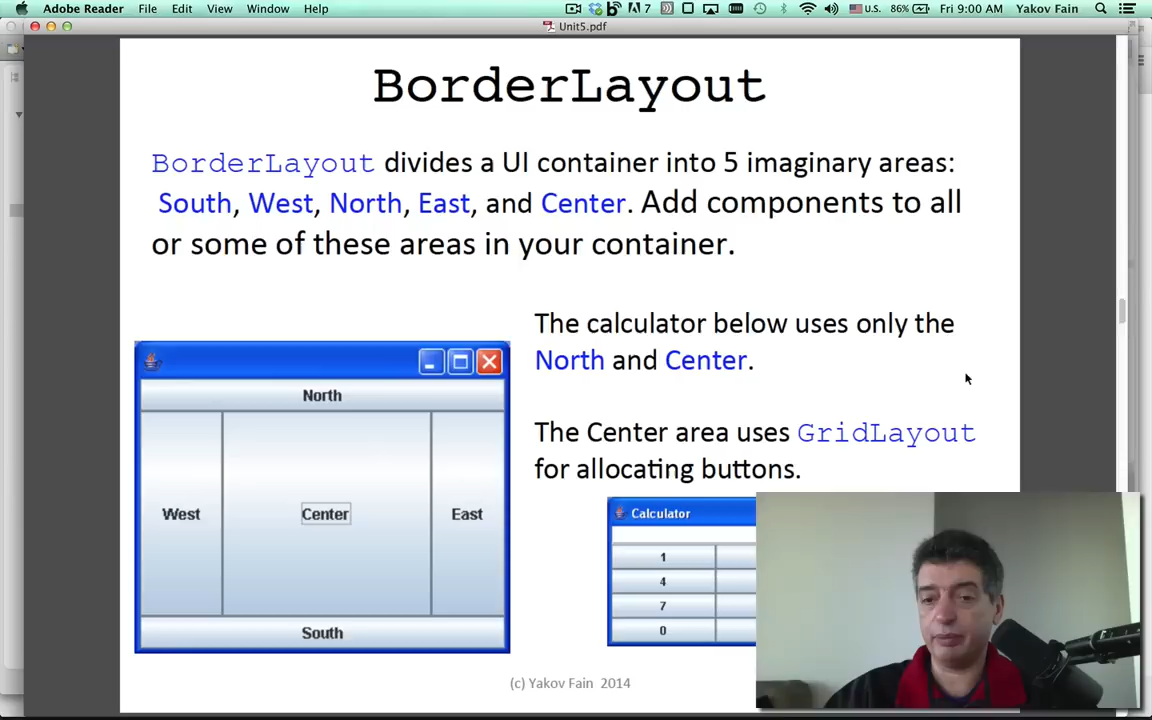 Adobe Reader File Edit View Window Help 7 86% U.S. Fri 9:00 AM Yakov Fain
Unit5.pdf
BorderLayout
BorderLayout divides a UI container into 5 imaginary areas:
South, West, North, East, and Center. Add components to all
or some of these areas in your container.
The calculator below uses only the
North and Center.
The Center area uses GridLayout
for allocating buttons.
North
West
Center
East
South
Calculator
1
4
7
0
(c) Yakov Fain 2014